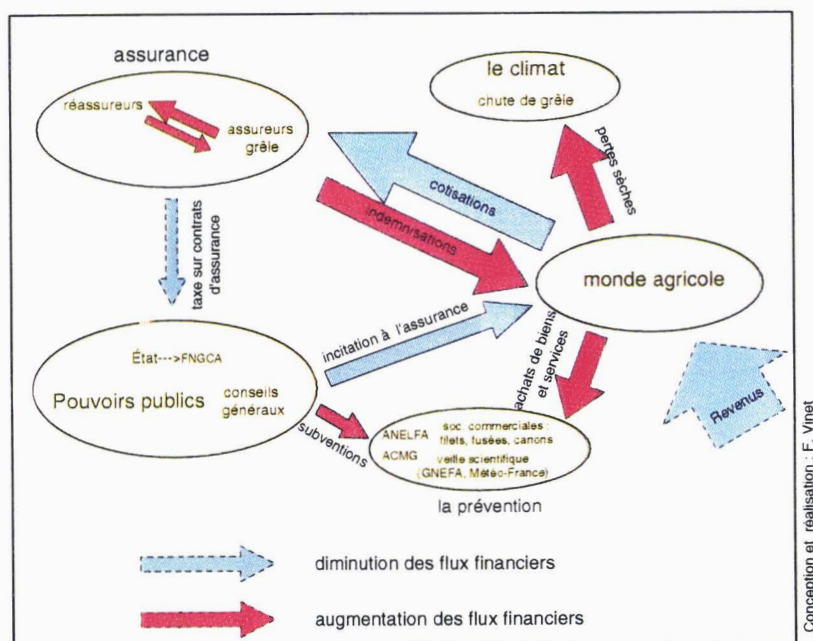 assurance
réassureurs
assureurs
grêle
le climat
chute de grêle
pertes sèches
cotisations
indemnisations
taxe sur contrats
d'assurance
monde agricole
incitation à l'assurance
achats de biens
et services
État--->FNGCA
Pouvoirs publics
conseils
généraux
subventions
Revenus
ANELFA
soc. commerciales :
filets, fusées, canons
ACMG
veille scientifique
(GNEFA, Météo-France)
la prévention
diminution des flux financiers
augmentation des flux financiers
Conception et réalisation : F. Vinet